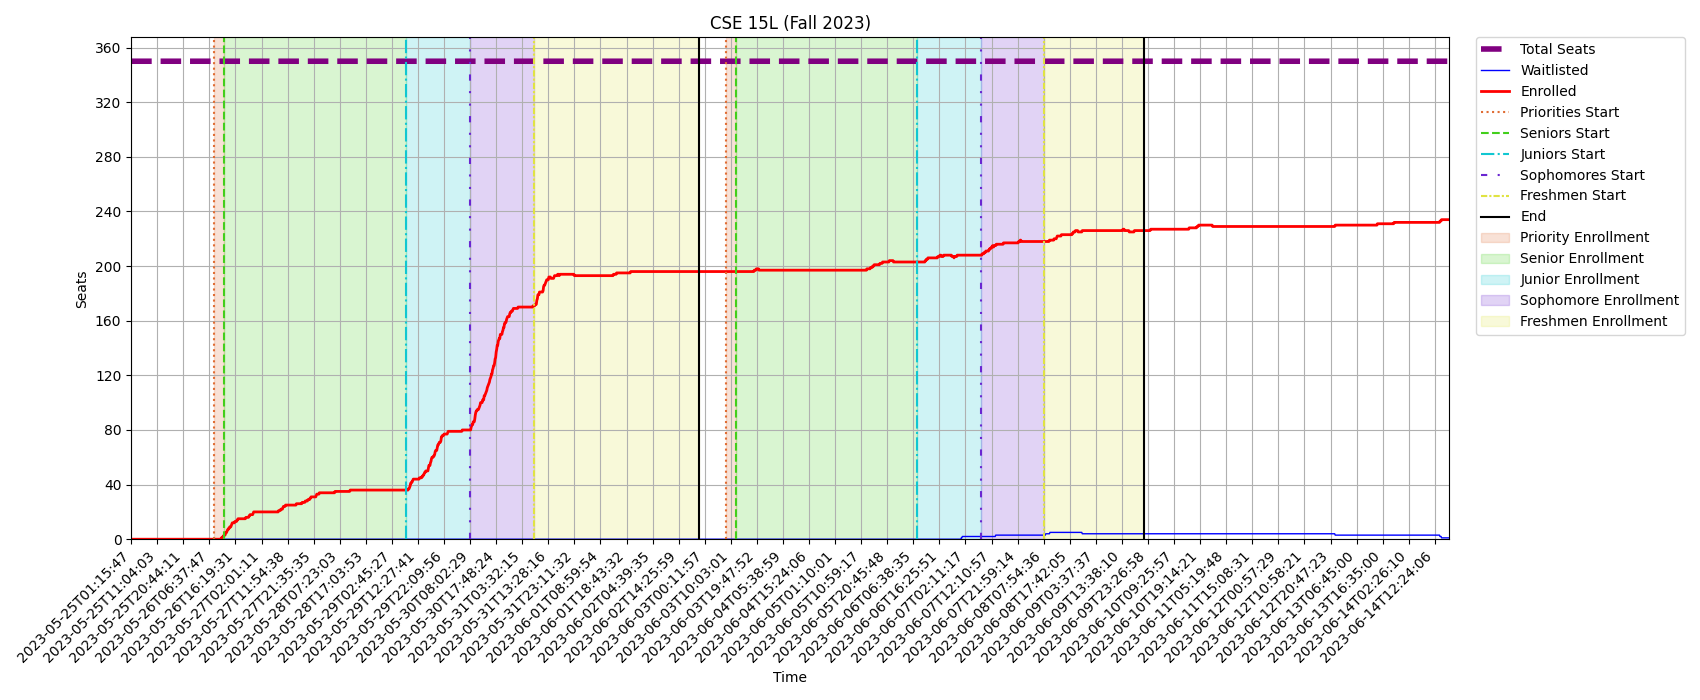 CSE 15L (Fall 2023)
Seats
360
320
280
240
200
160
120
80
40
0
2023-05-25T01:15:47
2023-05-25T11:04:03
2023-05-25T20:44:11
2023-05-26T06:37:47
2023-05-26T16:19:31
2023-05-27T02:01:11
2023-05-27T11:54:38
2023-05-27T21:35:35
2023-05-28T07:23:03
2023-05-28T17:03:53
2023-05-29T02:45:27
2023-05-29T12:27:41
2023-05-29T22:09:56
2023-05-30T08:02:29
2023-05-30T17:48:24
2023-05-31T03:32:15
2023-05-31T13:28:16
2023-05-31T23:11:32
2023-06-01T08:59:54
2023-06-01T18:43:32
2023-06-02T04:39:35
2023-06-02T14:25:59
2023-06-03T00:11:57
2023-06-03T10:03:01
2023-06-03T19:47:52
2023-06-04T05:38:59
2023-06-04T15:24:06
2023-06-05T01:10:01
2023-06-05T10:59:17
2023-06-05T20:45:48
2023-06-06T06:38:35
2023-06-06T16:25:51
2023-06-07T02:11:17
2023-06-07T12:10:57
2023-06-07T21:59:14
2023-06-08T07:54:36
2023-06-08T17:42:05
2023-06-09T03:37:37
2023-06-09T13:38:10
2023-06-09T23:26:58
2023-06-10T09:25:57
2023-06-10T19:14:21
2023-06-11T05:19:48
2023-06-11T15:08:31
2023-06-12T00:57:29
2023-06-12T10:58:21
2023-06-12T20:47:23
2023-06-13T06:45:00
2023-06-13T16:35:00
2023-06-14T02:26:10
2023-06-14T12:24:06
Time
Total Seats
Waitlisted
Enrolled
Priorities Start
Seniors Start
Juniors Start
Sophomores Start
Freshmen Start
End
Priority Enrollment
Senior Enrollment
Junior Enrollment
Sophomore Enrollment
Freshmen Enrollment